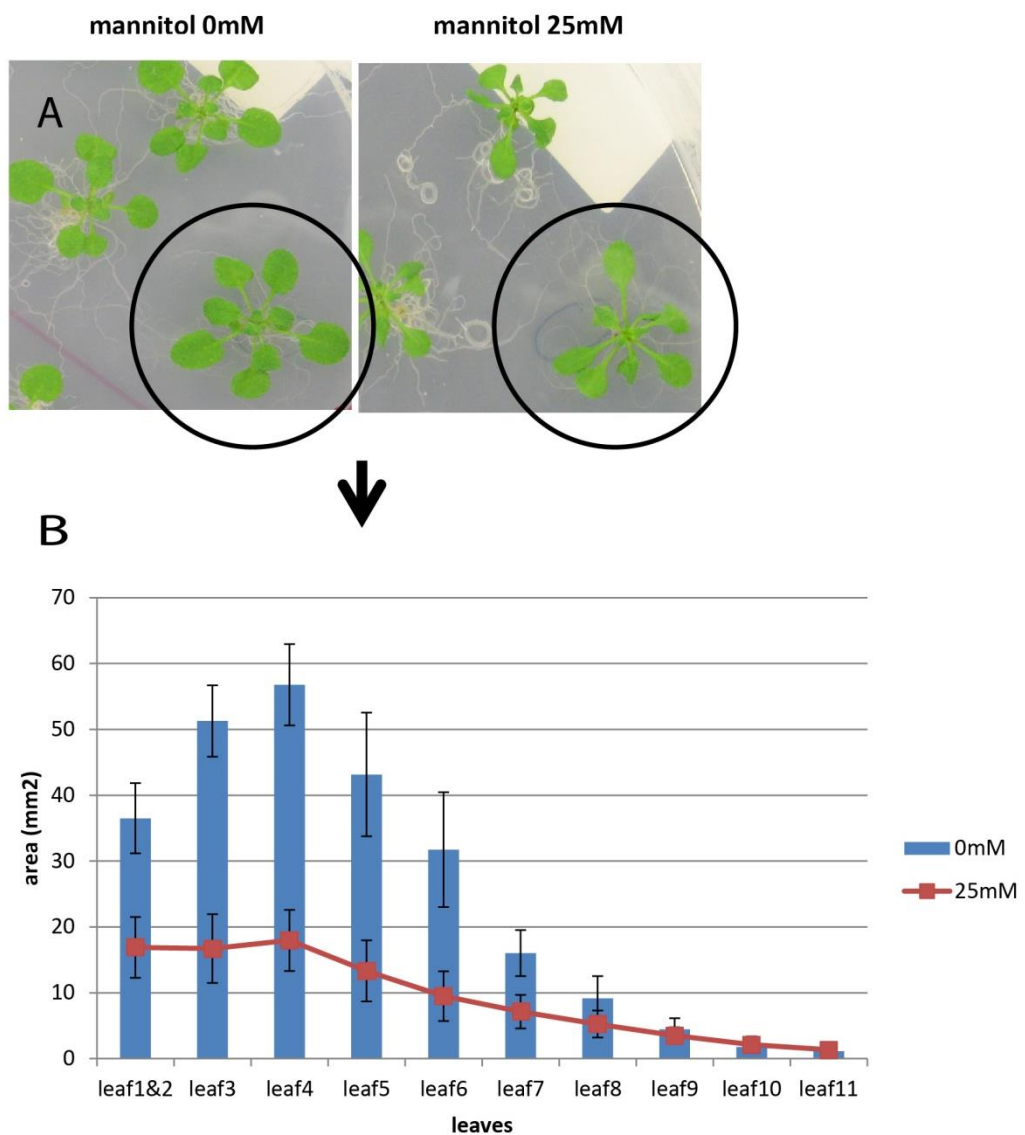 mannitol 0mM
mannitol 25mM
A
B
70
60
50
40
30
20
10
0
area (mm2)
leaf1&2 leaf3 leaf4 leaf5 leaf6 leaf7 leaf8 leaf9 leaf10 leaf11
leaves
0mM
25mM